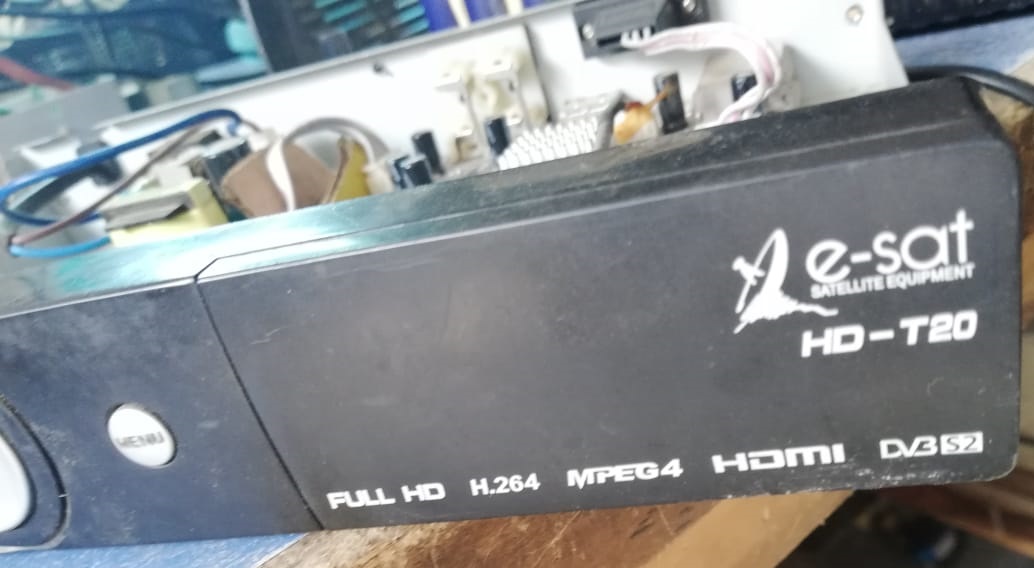 e-sat
SATELLITE EQUIPMENT
HD-T20
MENU
FULL HD H.264 MPEG4 HDMI DVB S2